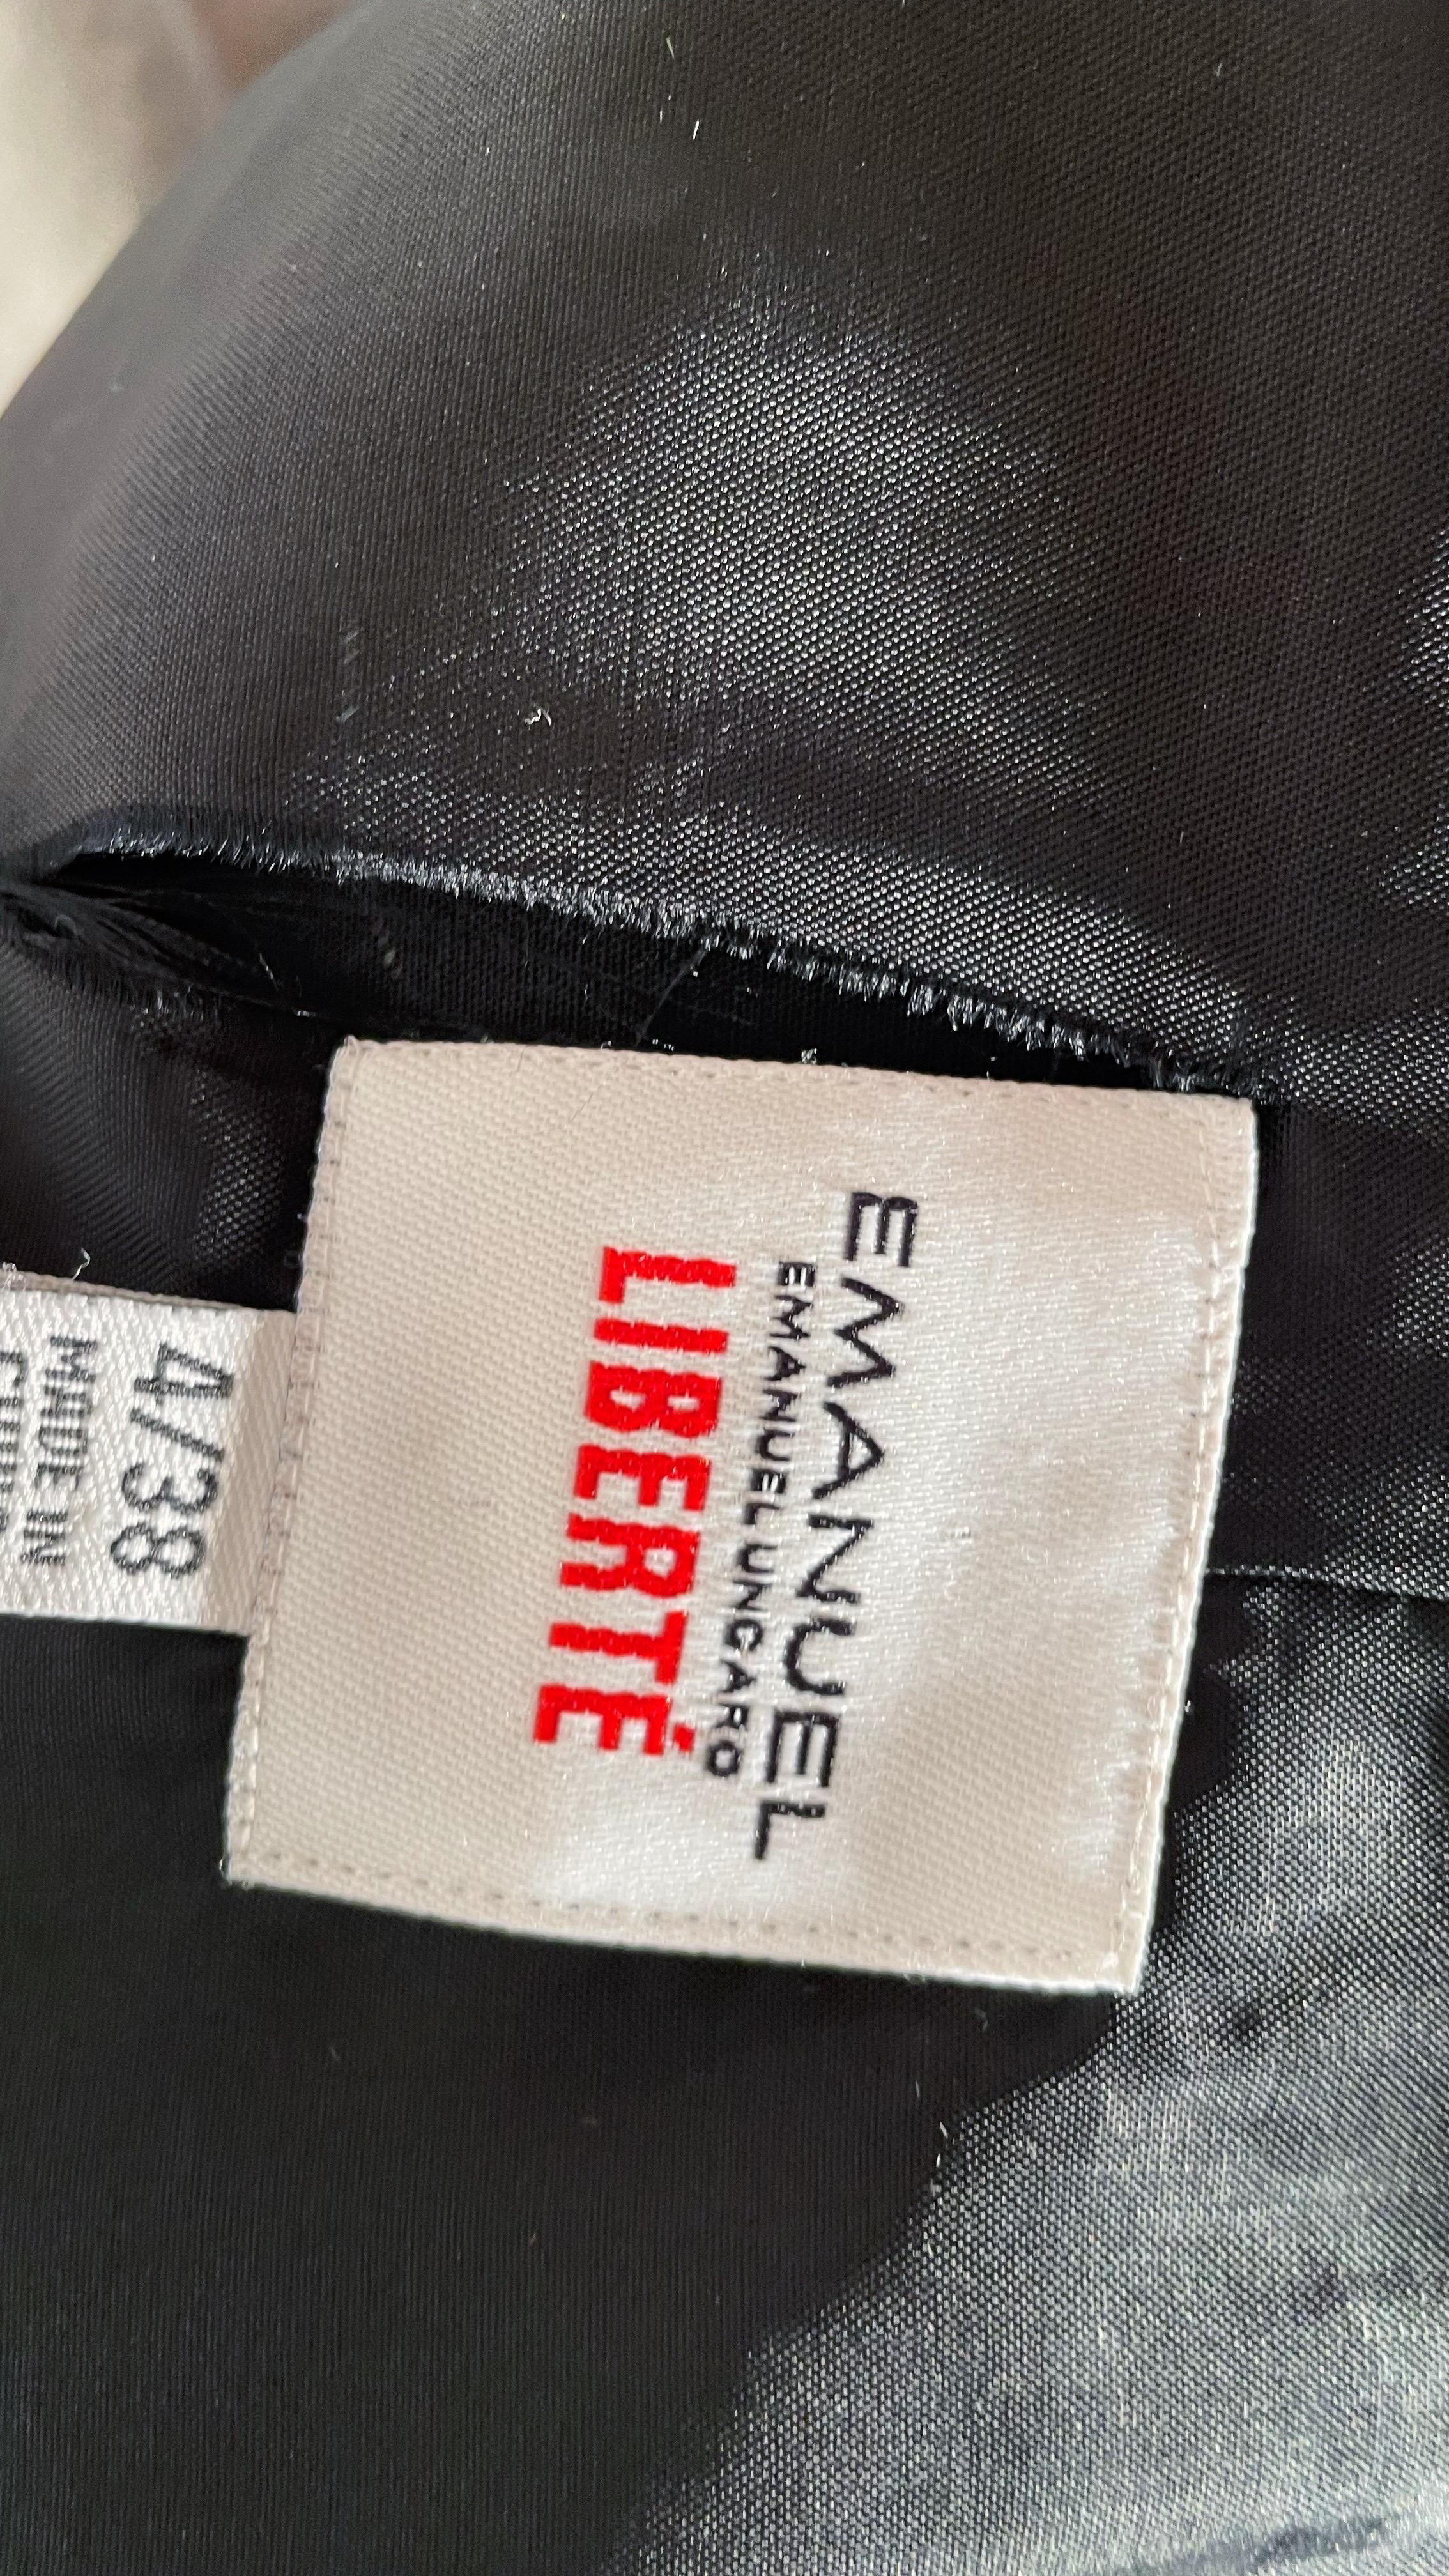 EMANUEL
EMANUEL UNGARO
LIBERTÉ
4/38
MADE IN